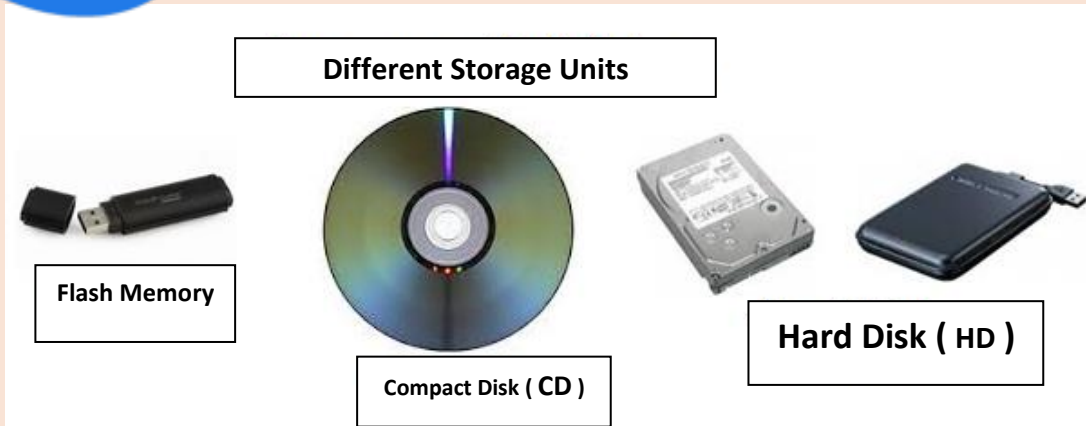 Different Storage Units
Flash Memory
Compact Disk ( CD )
Hard Disk ( HD )